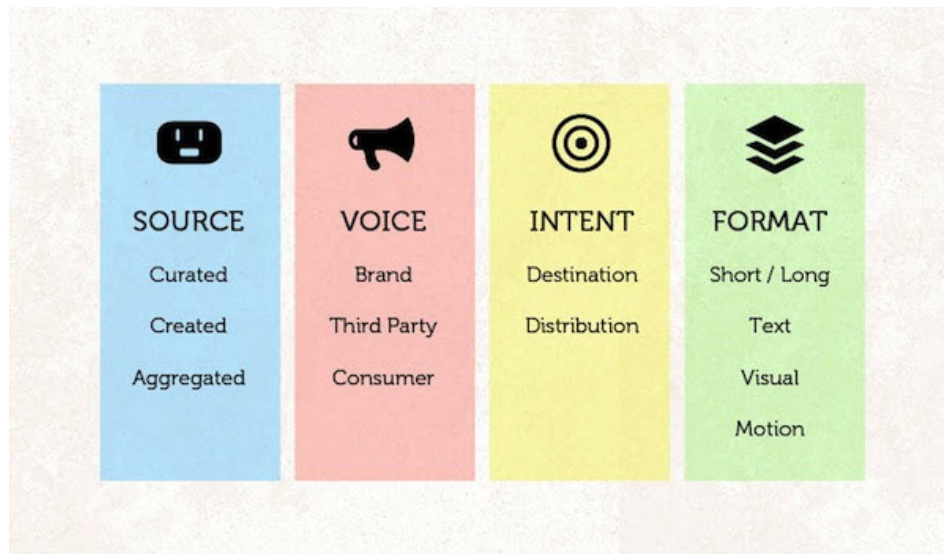 SOURCE
Curated
Created
Aggregated
VOICE
Brand
Third Party
Consumer
INTENT
Destination
Distribution
FORMAT
Short / Long
Text
Visual
Motion